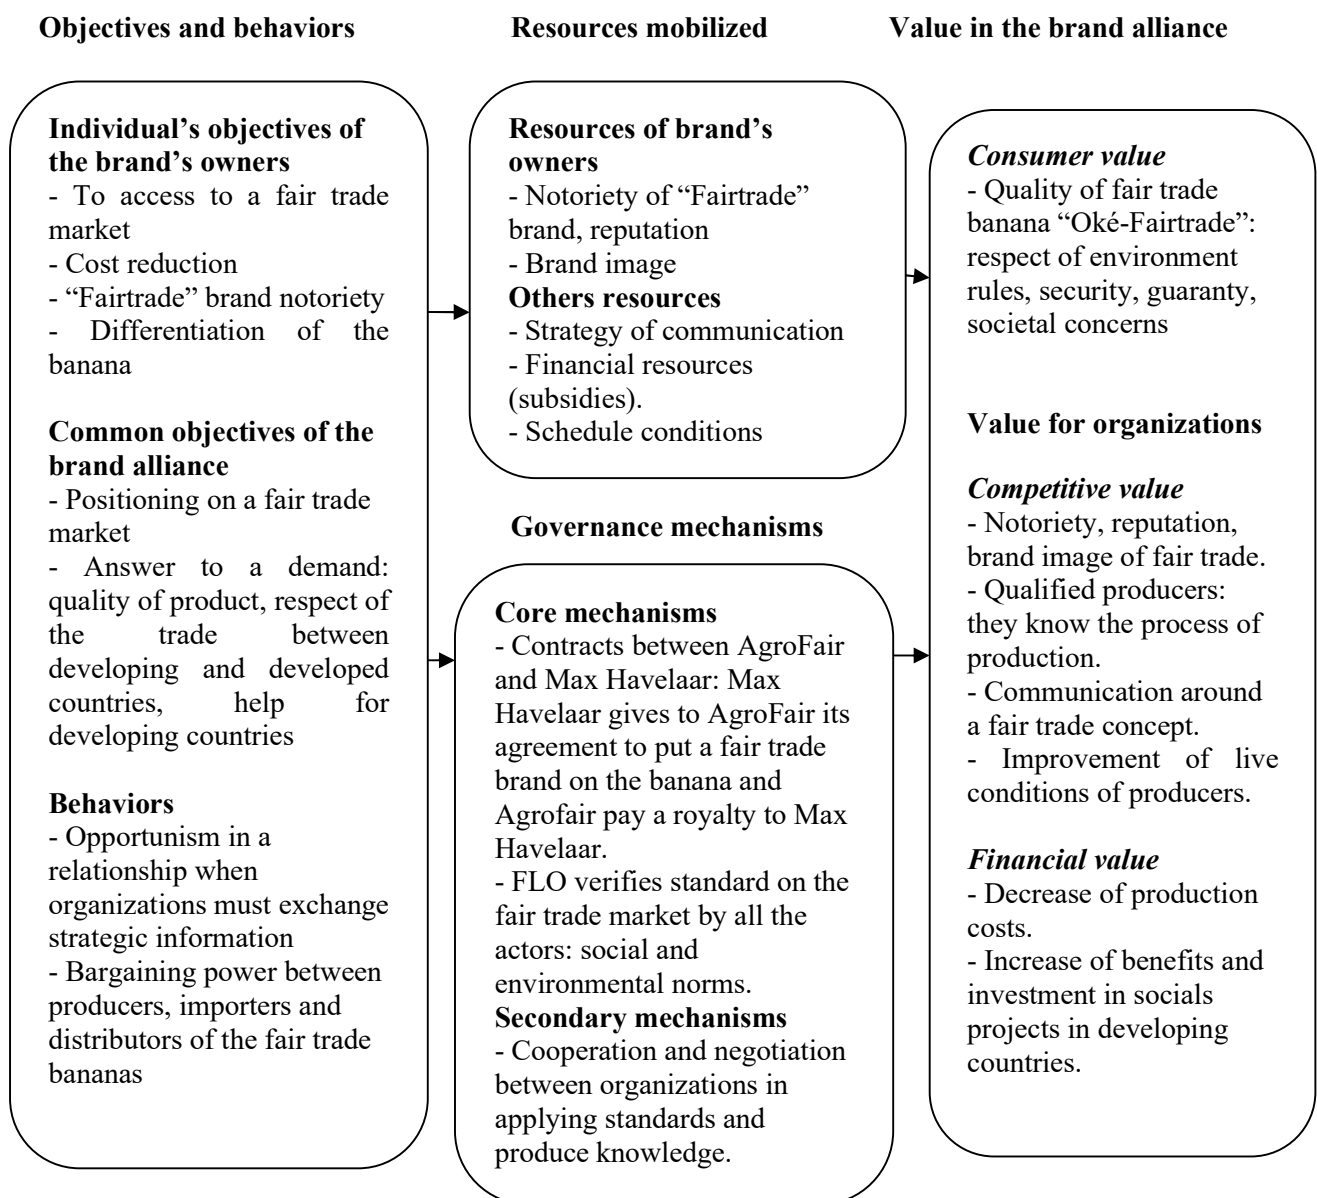 Objectives and behaviors
Individual’s objectives of
the brand’s owners
- To access to a fair trade
market
- Cost reduction
- “Fairtrade” brand notoriety
- Differentiation of the
banana
Common objectives of the
brand alliance
- Positioning on a fair trade
market
- Answer to a demand:
quality of product, respect of
the trade between
developing and developed
countries, help for
developing countries
Behaviors
- Opportunism in a
relationship when
organizations must exchange
strategic information
- Bargaining power between
producers, importers and
distributors of the fair trade
bananas
Resources mobilized
Resources of brand’s
owners
- Notoriety of “Fairtrade”
brand, reputation
- Brand image
Others resources
- Strategy of communication
- Financial resources
(subsidies).
- Schedule conditions
Governance mechanisms
Core mechanisms
- Contracts between AgroFair
and Max Havelaar: Max
Havelaar gives to AgroFair its
agreement to put a fair trade
brand on the banana and
Agrofair pay a royalty to Max
Havelaar.
- FLO verifies standard on the
fair trade market by all the
actors: social and
environmental norms.
Secondary mechanisms
- Cooperation and negotiation
between organizations in
applying standards and
produce knowledge.
Value in the brand alliance
Consumer value
- Quality of fair trade
banana “Oké-Fairtrade”:
respect of environment
rules, security, guaranty,
societal concerns
Value for organizations
Competitive value
- Notoriety, reputation,
brand image of fair trade.
- Qualified producers:
they know the process of
production.
- Communication around
a fair trade concept.
- Improvement of live
conditions of producers.
Financial value
- Decrease of production
costs.
- Increase of benefits and
investment in socials
projects in developing
countries.